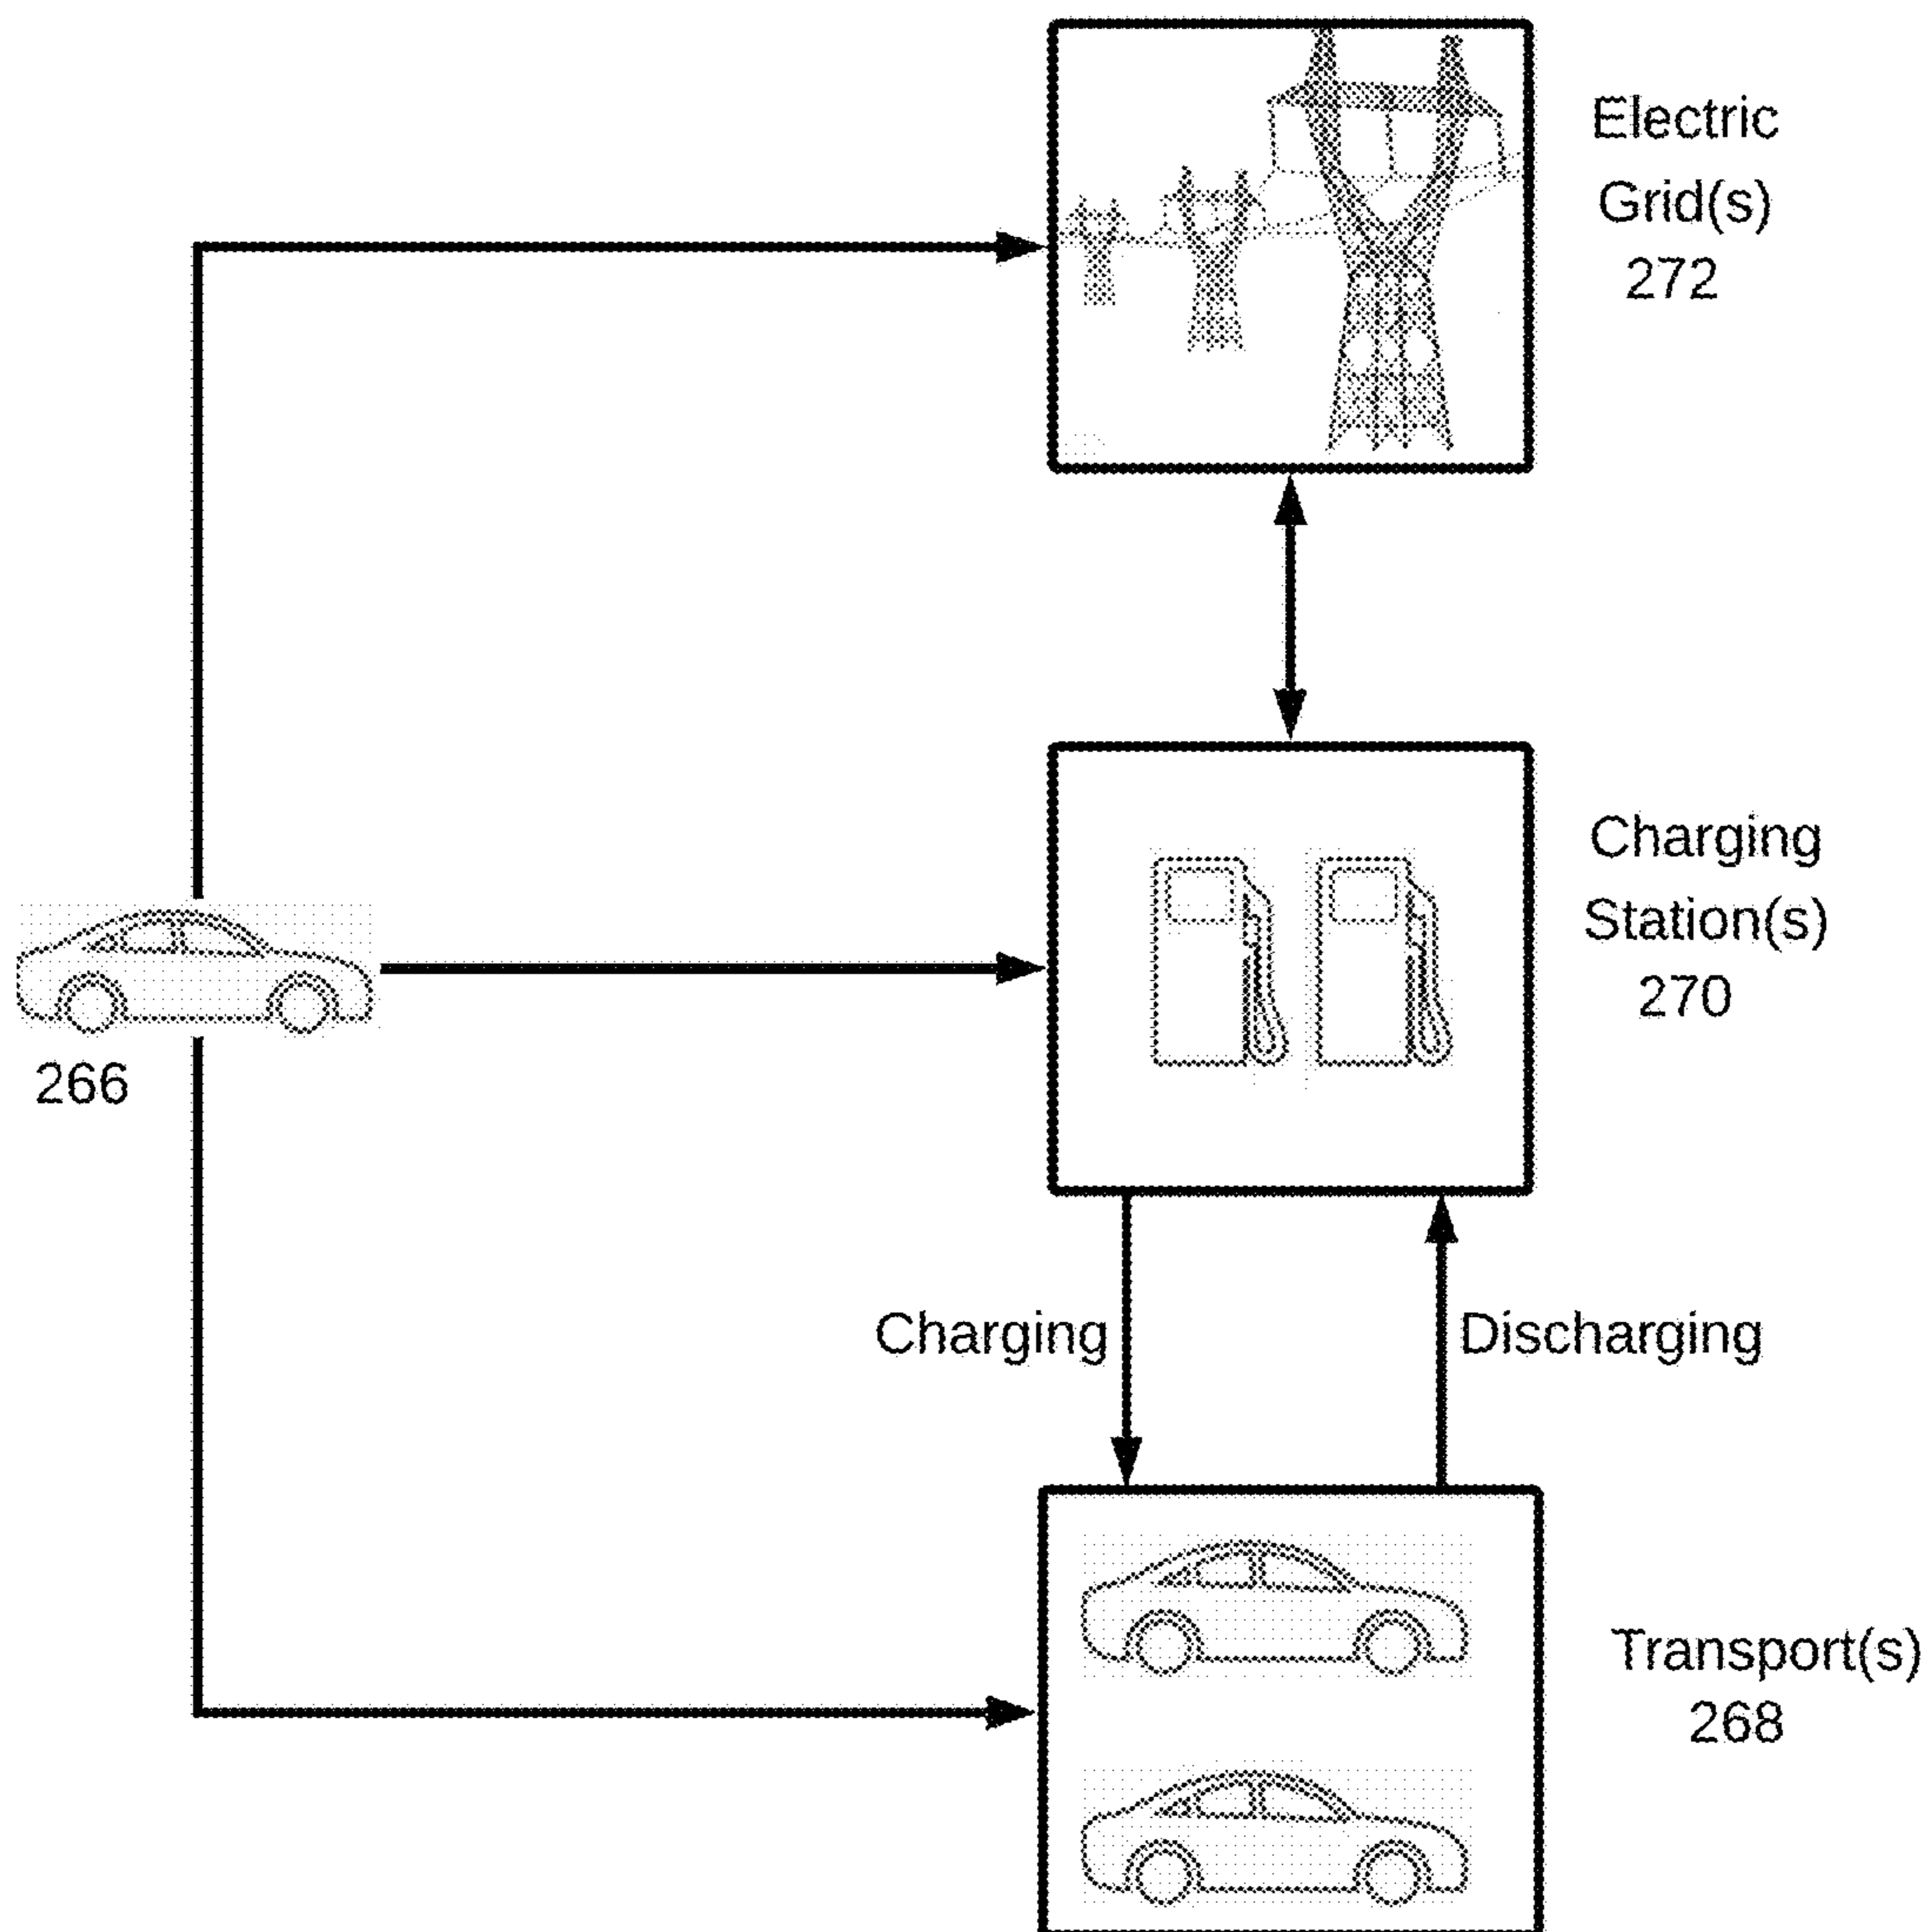 Electric
Grid(s)
272
Charging
Station(s)
270
266
Charging
Discharging
Transport(s)
268